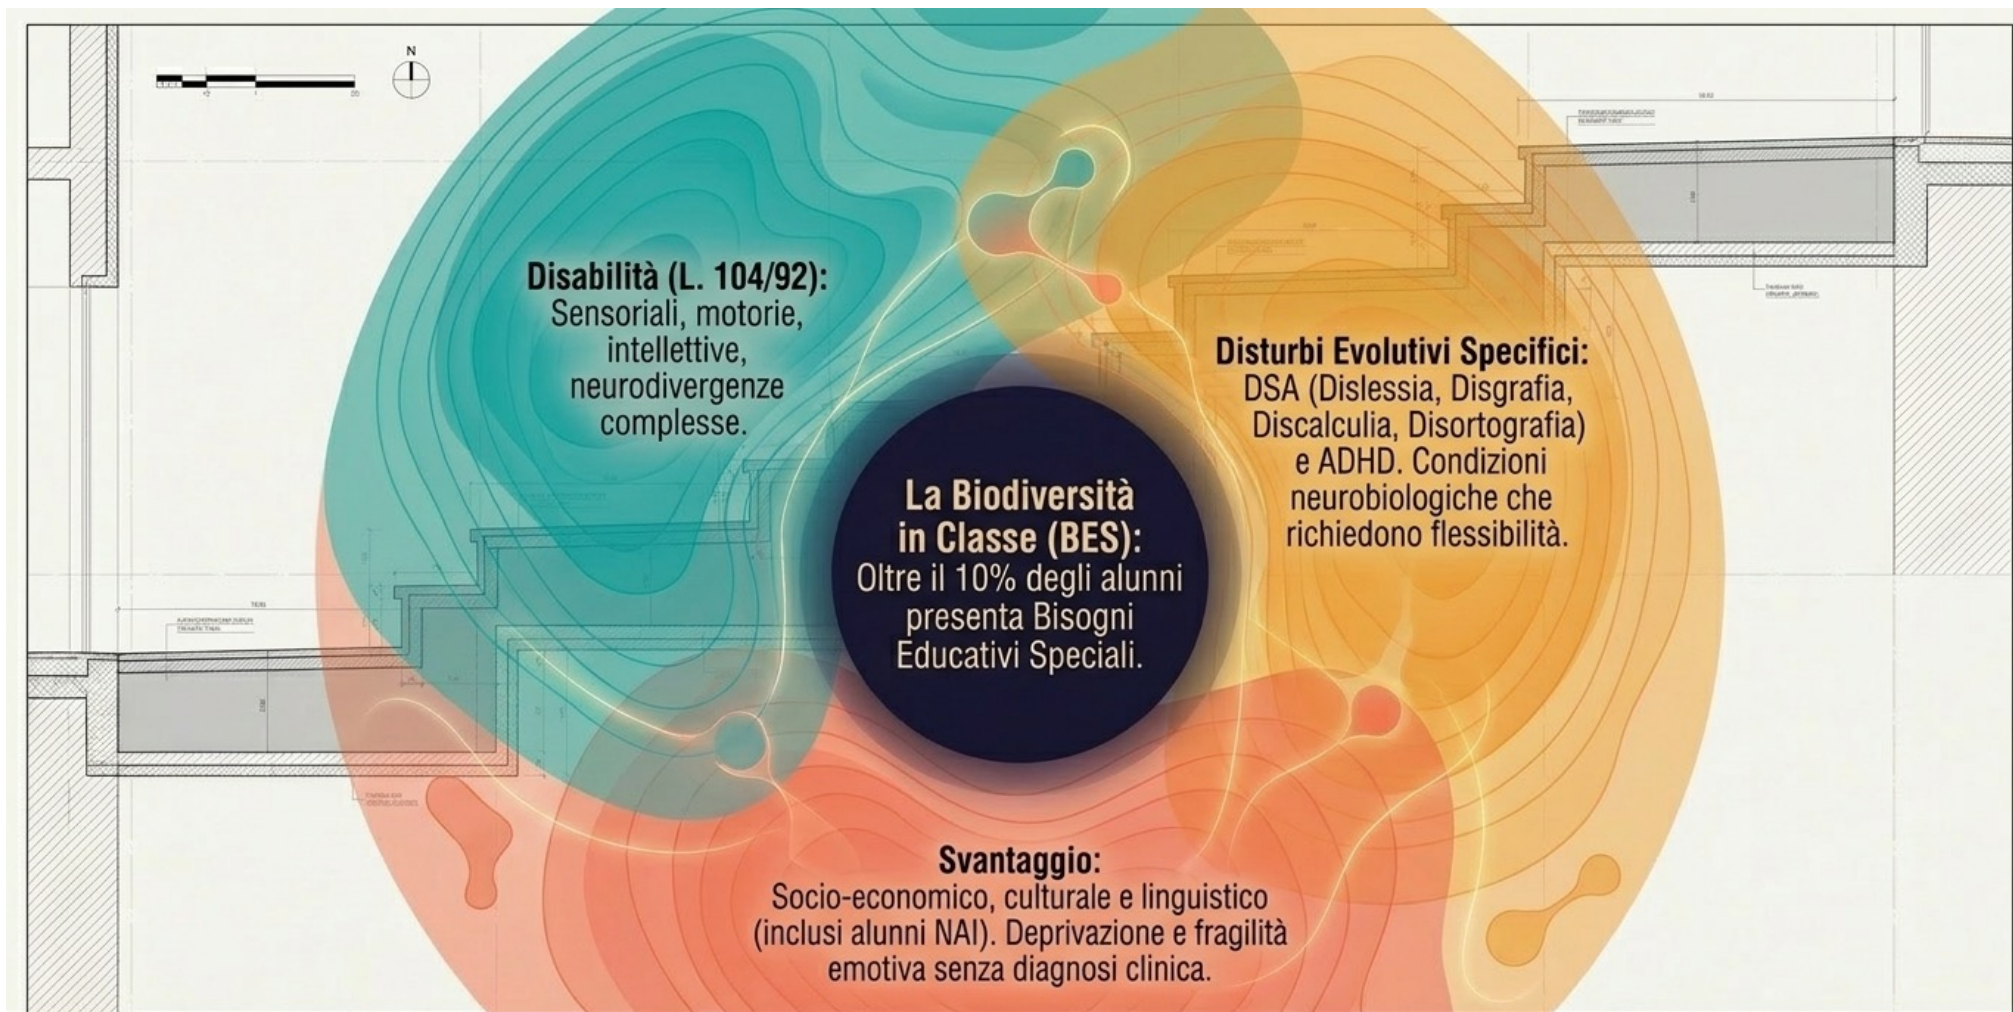 N
Disabilità (L. 104/92):
Sensoriali, motorie,
intellettive,
neurodivergenze
complesse.
Disturbi Evolutivi Specifici:
DSA (Dislessia, Disgrafia,
Discalculia, Disortografia)
e ADHD. Condizioni
neurobiologiche che
richiedono flessibilità.
La Biodiversità
in Classe (BES):
Oltre il 10% degli alunni
presenta Bisogni
Educativi Speciali.
Svantaggio:
Socio-economico, culturale e linguistico
(inclusi alunni NAI). Deprivazione e fragilità
emotiva senza diagnosi clinica.